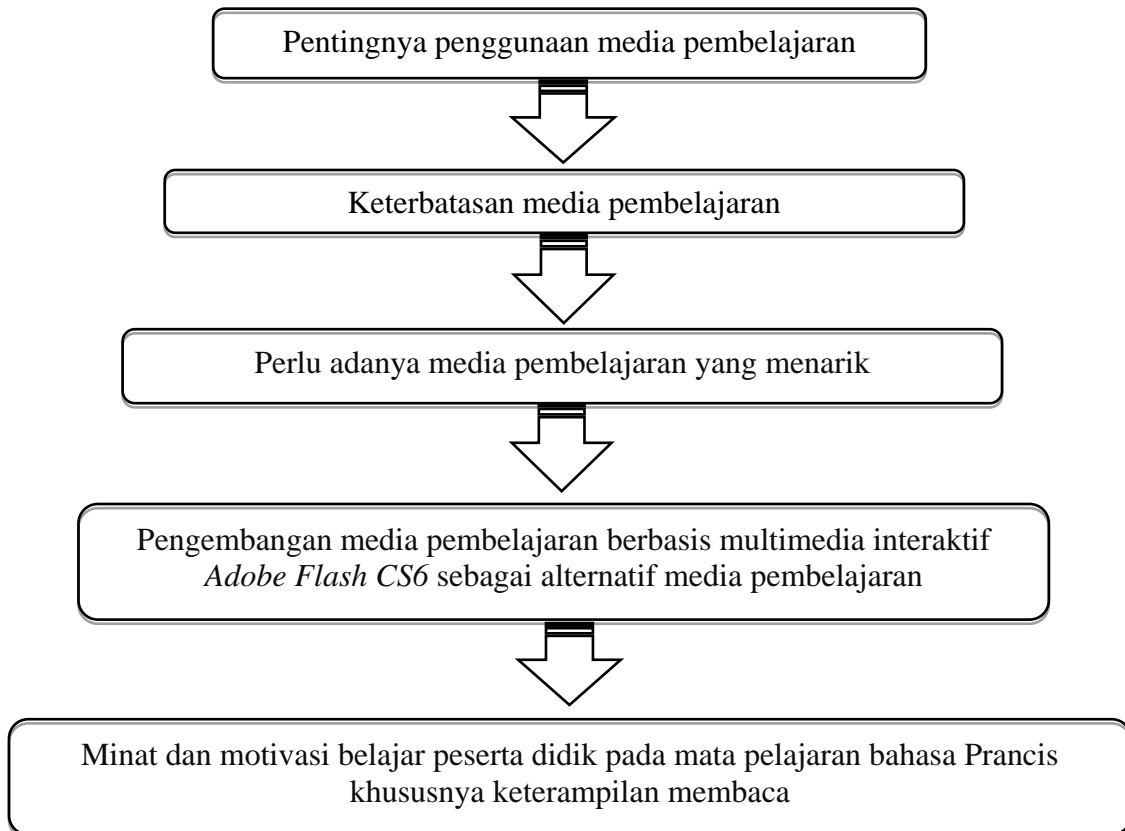 Pentingnya penggunaan media pembelajaran
Keterbatasan media pembelajaran
Perlu adanya media pembelajaran yang menarik
Pengembangan media pembelajaran berbasis multimedia interaktif
Adobe Flash CS6 sebagai alternatif media pembelajaran
Minat dan motivasi belajar peserta didik pada mata pelajaran bahasa Prancis
khususnya keterampilan membaca